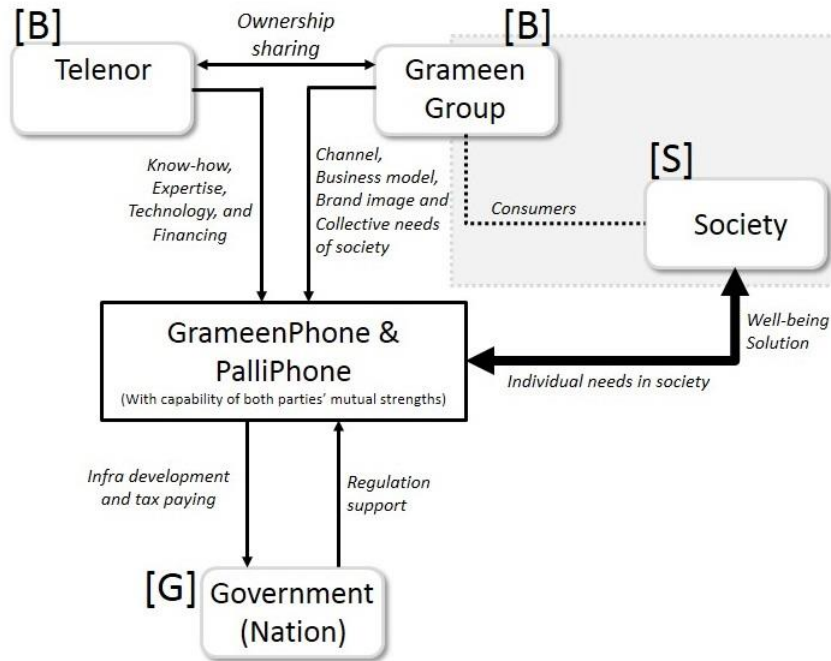 [B]
Telenor
Ownership
sharing
[B]
Grameen
Group
Know-how,
Expertise,
Technology, and
Financing
Channel,
Business model,
Brand image and
Collective needs
of society
Consumers
[S]
Society
GrameenPhone &
PalliPhone
(With capability of both parties’ mutual strengths)
Well-being
Solution
Individual needs in society
Infra development
and tax paying
Regulation
support
[G]
Government
(Nation)